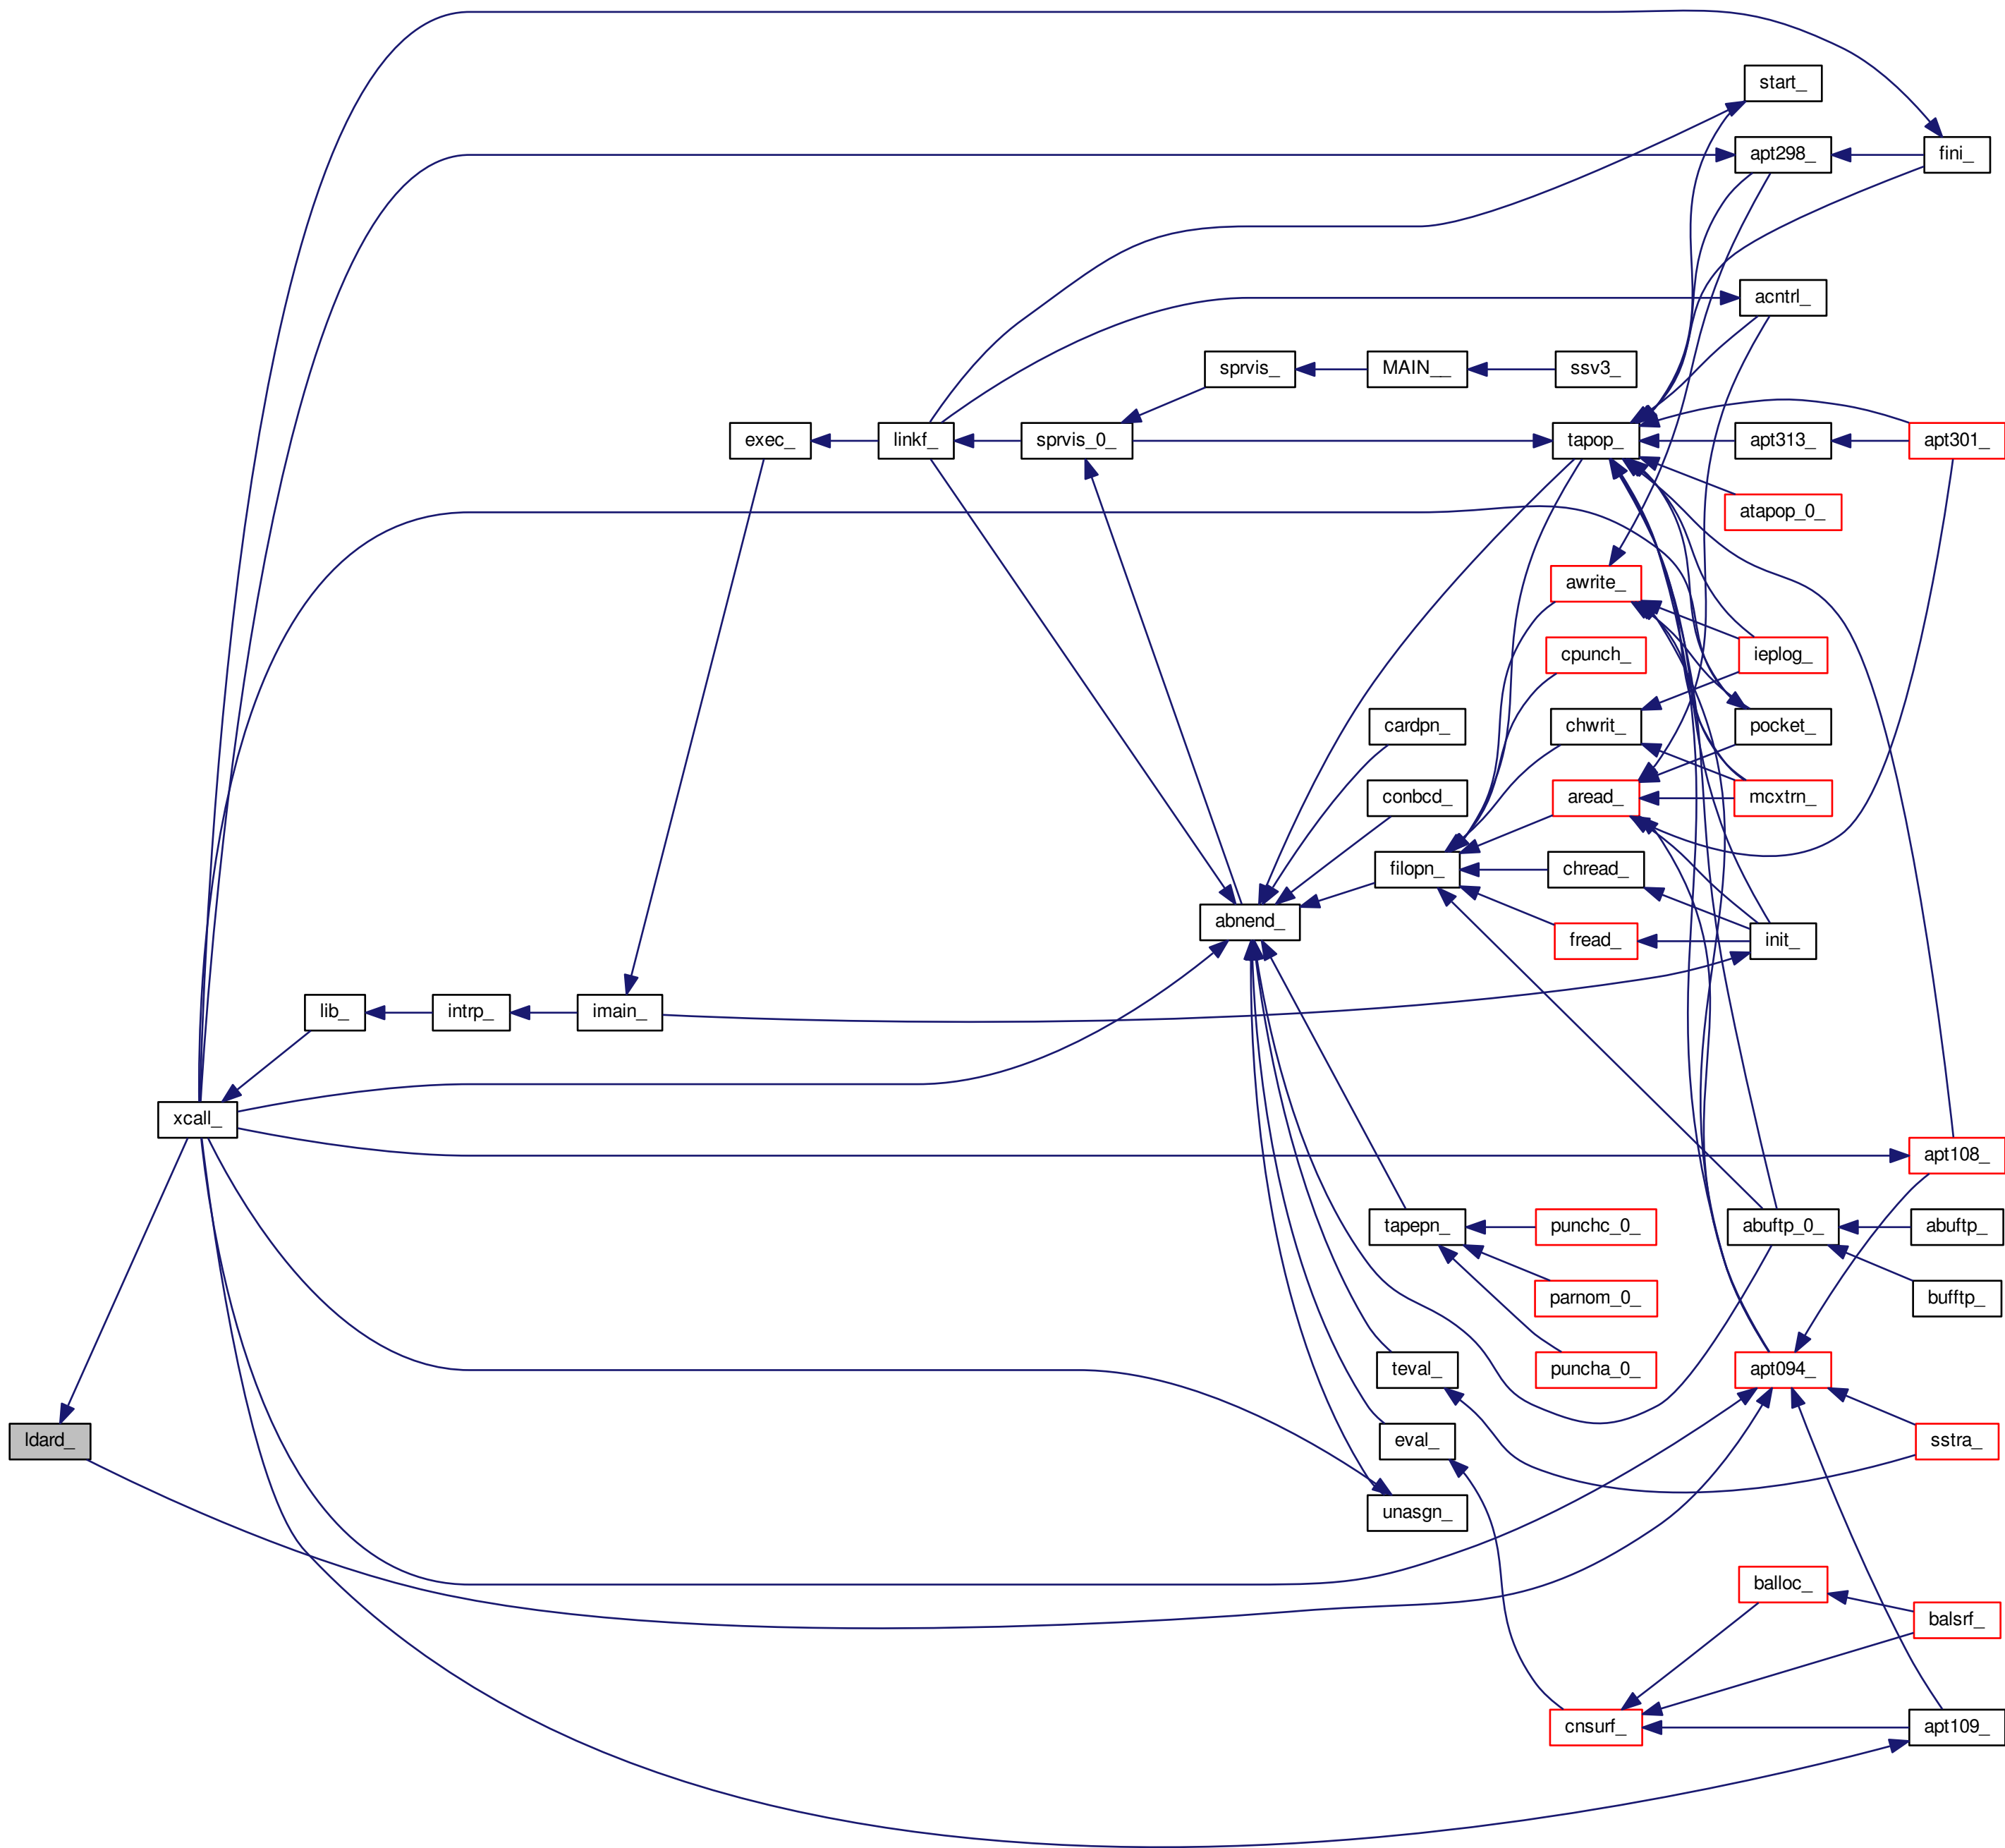 start_
apt298_
fini_
acntrl_
sprvis_
MAIN__
ssv3_
exec_
linkf_
sprvis_0_
tapop_
apt313_
apt301_
atapop_0_
awrite_
cpunch_
ieplog_
cardpn_
chwrit_
pocket_
conbcd_
aread_
mcxtrn_
filopn_
chread_
abnend_
fread_
init_
lib_
intrp_
imain_
xcall_
apt108_
tapepn_
punchc_0_
abuftp_0_
abuftp_
parnom_0_
bufftp_
teval_
puncha_0_
apt094_
ldard_
eval_
sstra_
unasgn_
balloc_
balsrf_
cnsurf_
apt109_